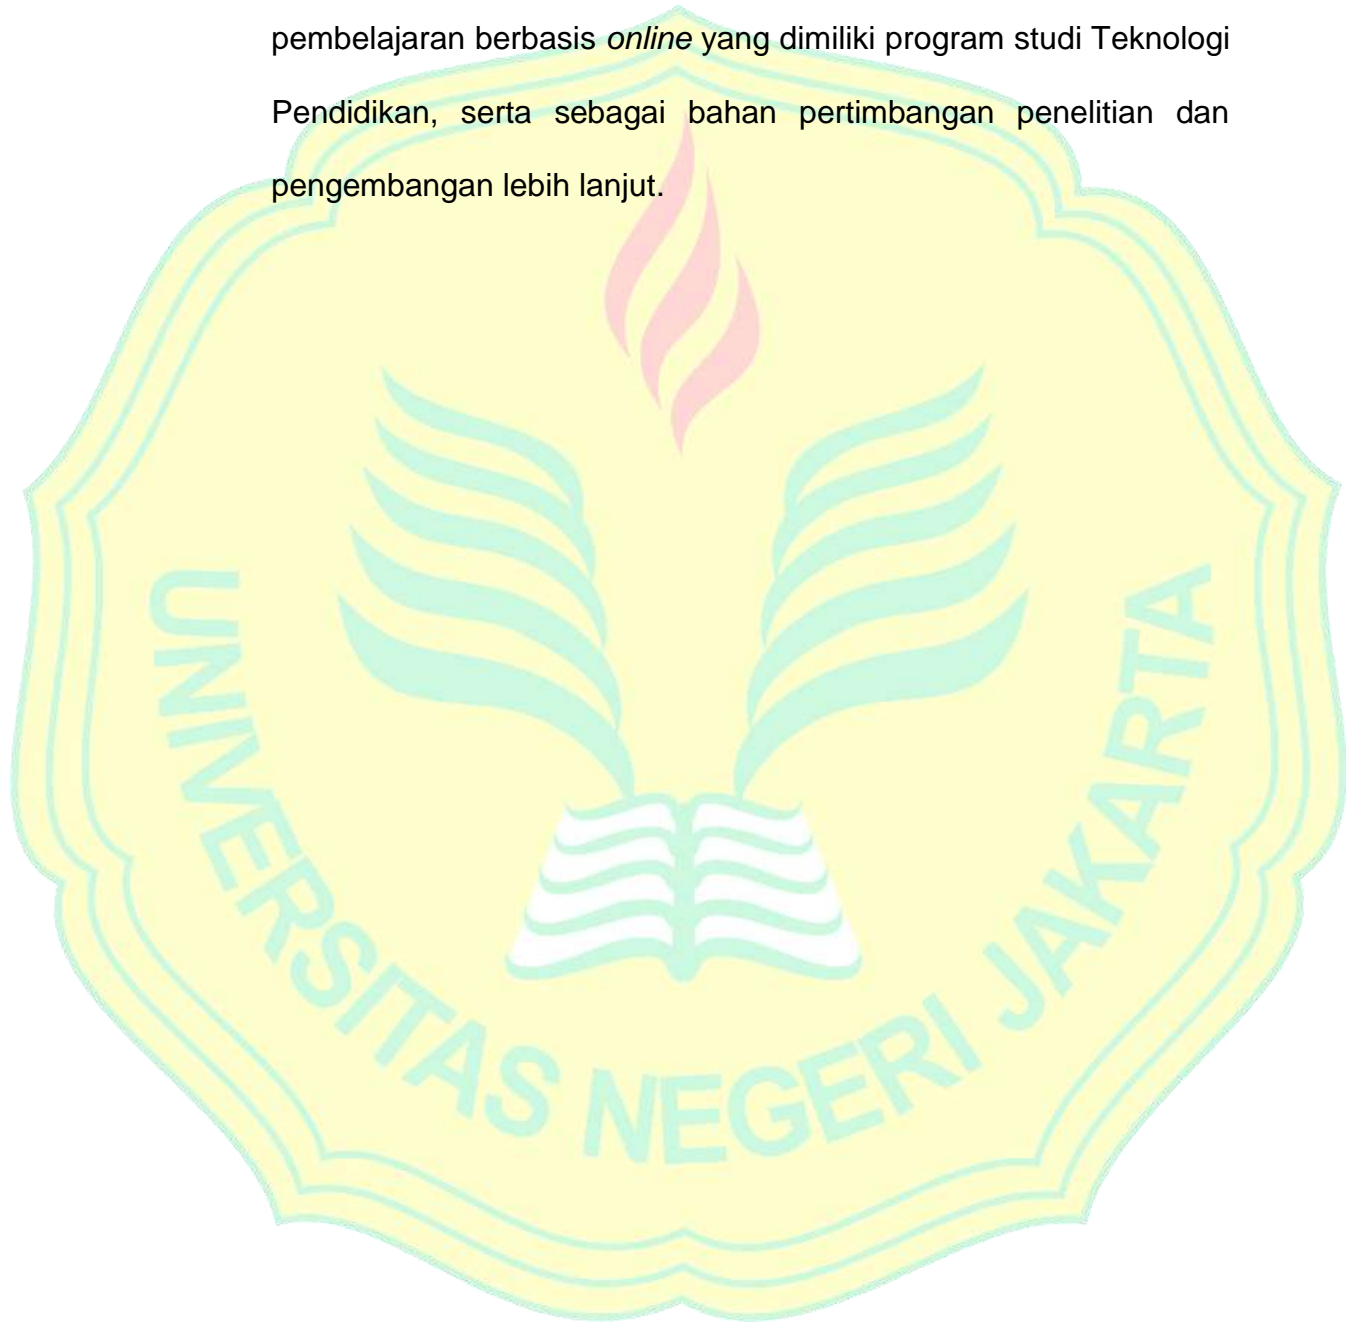 pembelajaran berbasis online yang dimiliki program studi Teknologi
Pendidikan, serta sebagai bahan pertimbangan penelitian dan
pengembangan lebih lanjut.
UNIVERSITAS NEGERI JAKARTA